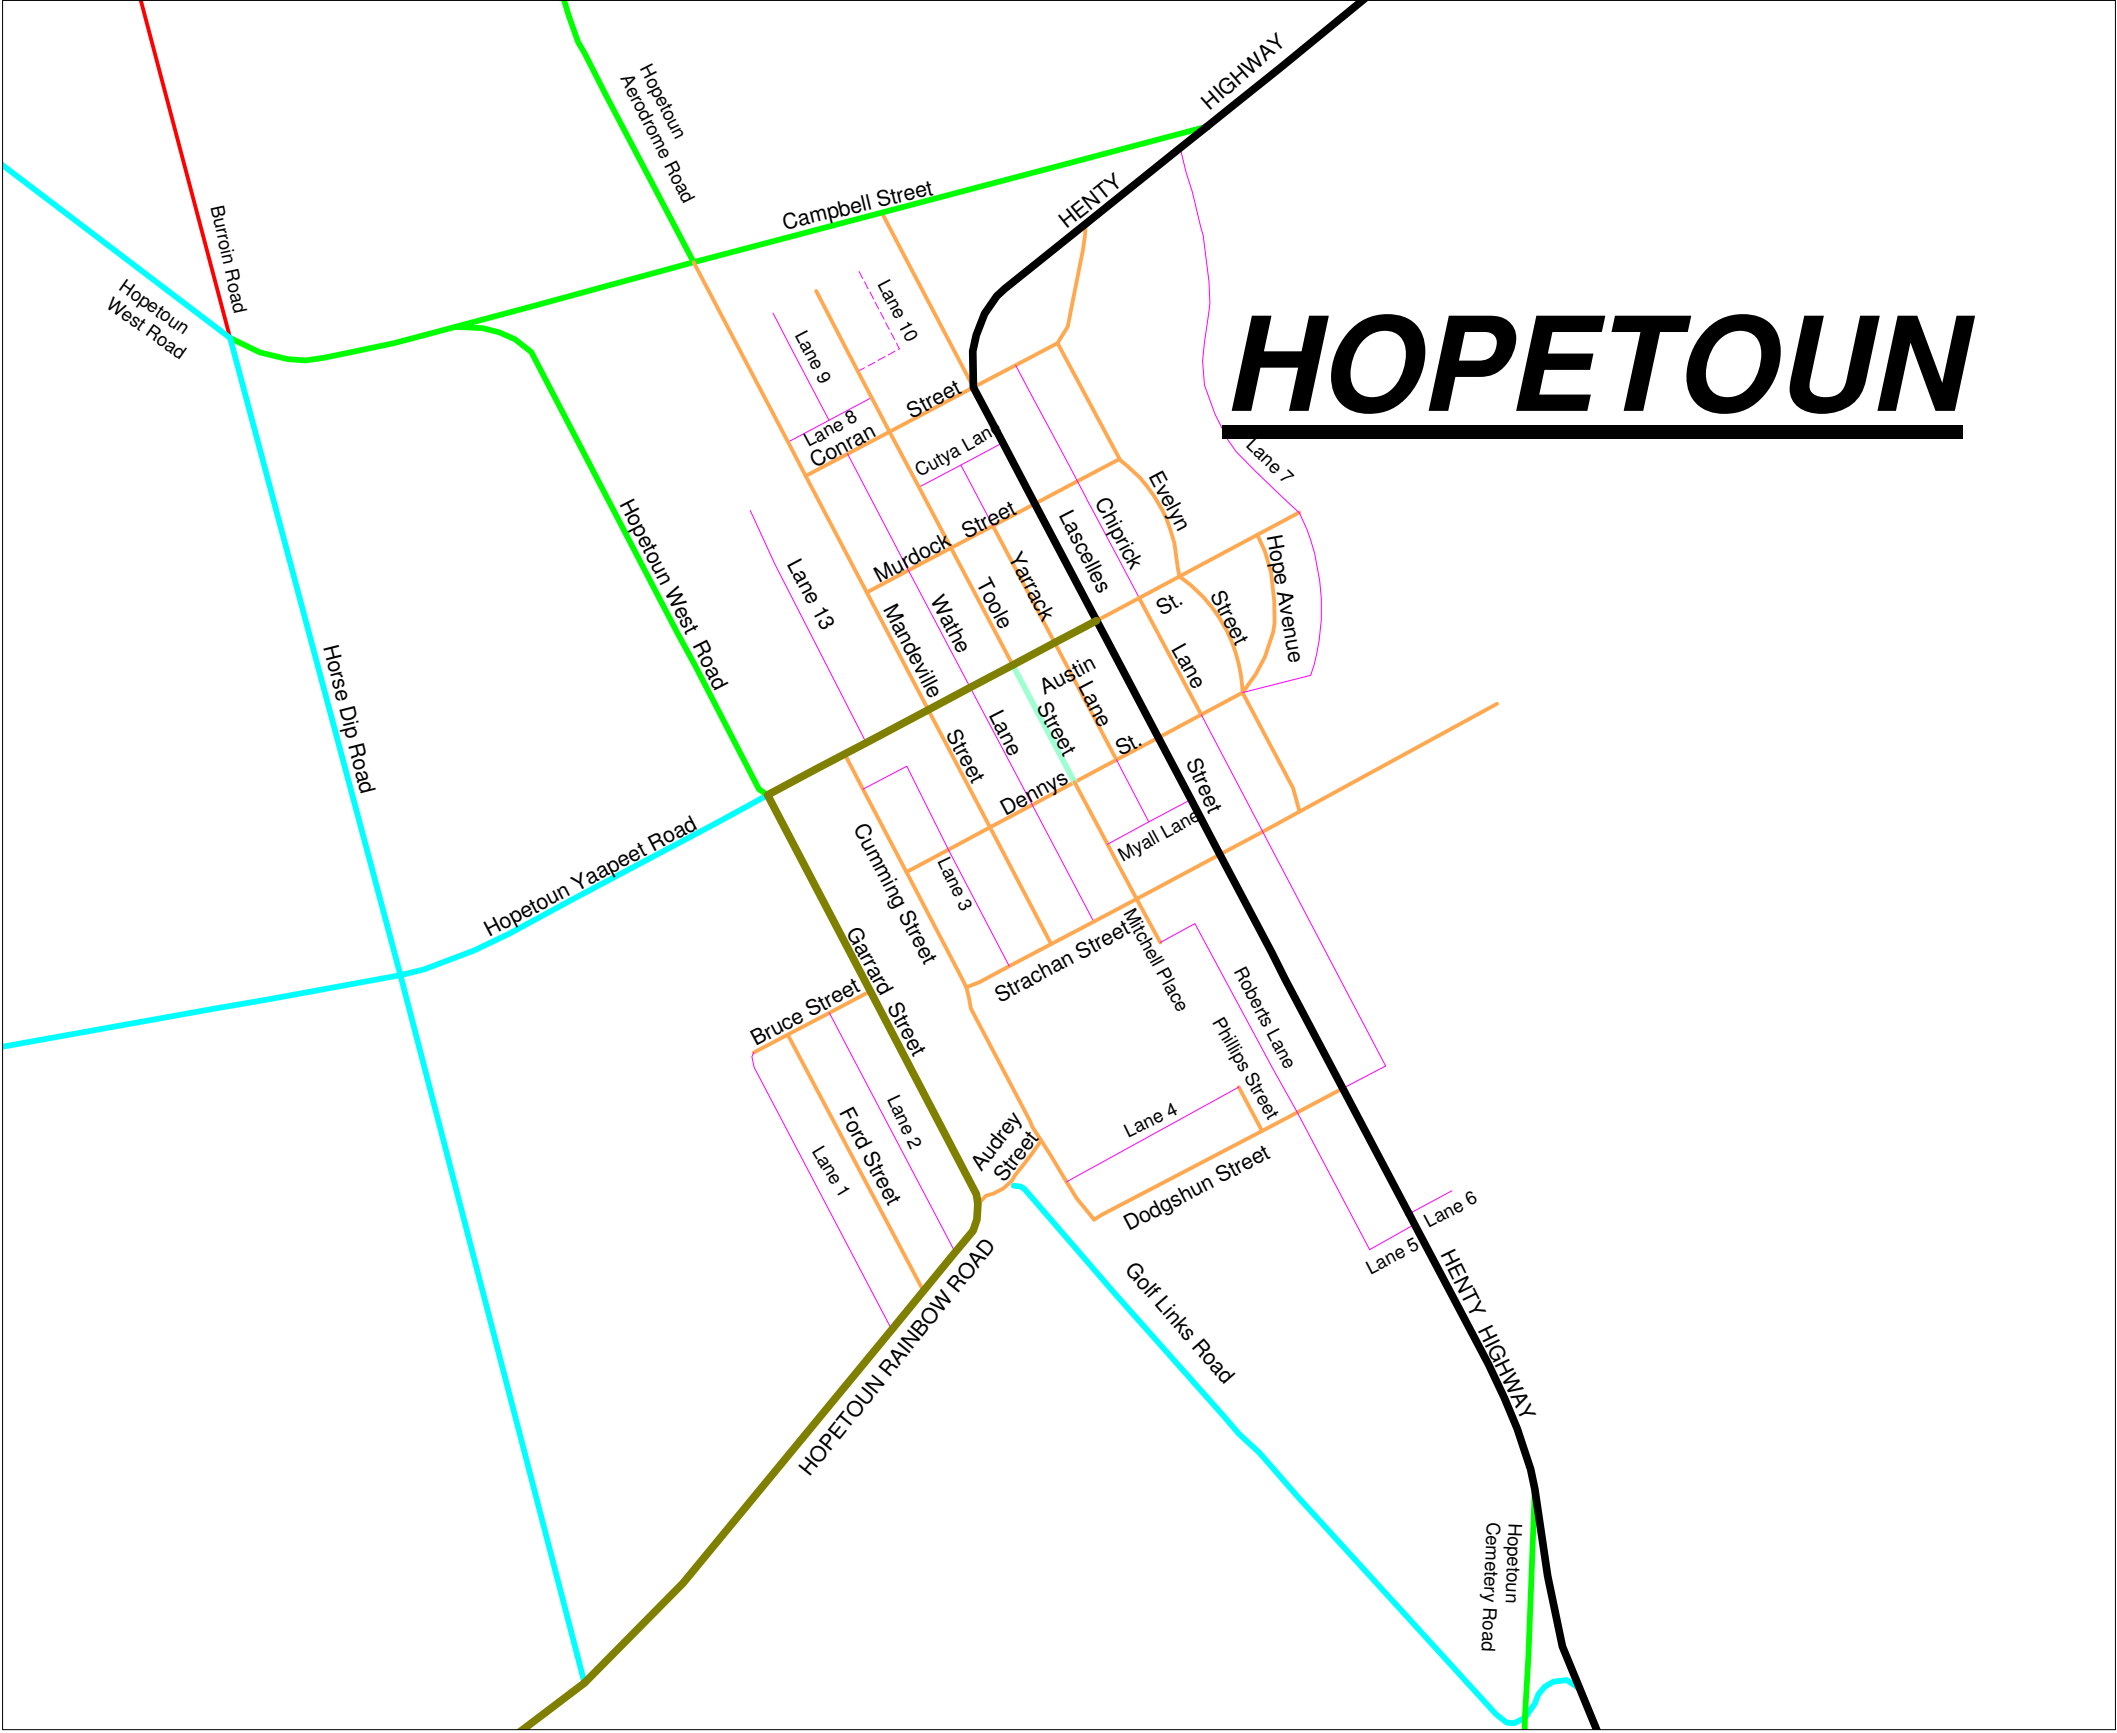 HIGHWAY
Hopetoun
Aerodrome Road
HENTY
Campbell Street
Burroin Road
Hopetoun
West Road
Lane 10
Lane 9
HOPETOUN
Lane 8
Conran Street
Cutya Lane
Lane 7
Evelyn Street
Chiprick Lane
Lascelles Street
Murdock Street
Hopetoun West Road
Lane 13
Yarrack Lane
Toole Street
Wathe Lane
Mandeville Street
Hope Avenue
Austin St.
Horse Dip Road
Dennys St.
Myall Lane
Hopetoun Yaapeet Road
Cumming Street
Lane 3
Garrard Street
Strachan Street
Mitchell Place
Roberts Lane
Phillips Street
Bruce Street
Lane 2
Ford Street
Lane 1
Audrey
Street
Lane 4
Dodgshun Street
Lane 6
Lane 5
HENTY HIGHWAY
HOPETOUN RAINBOW ROAD
Golf Links Road
Hopetoun
Cemetery Road